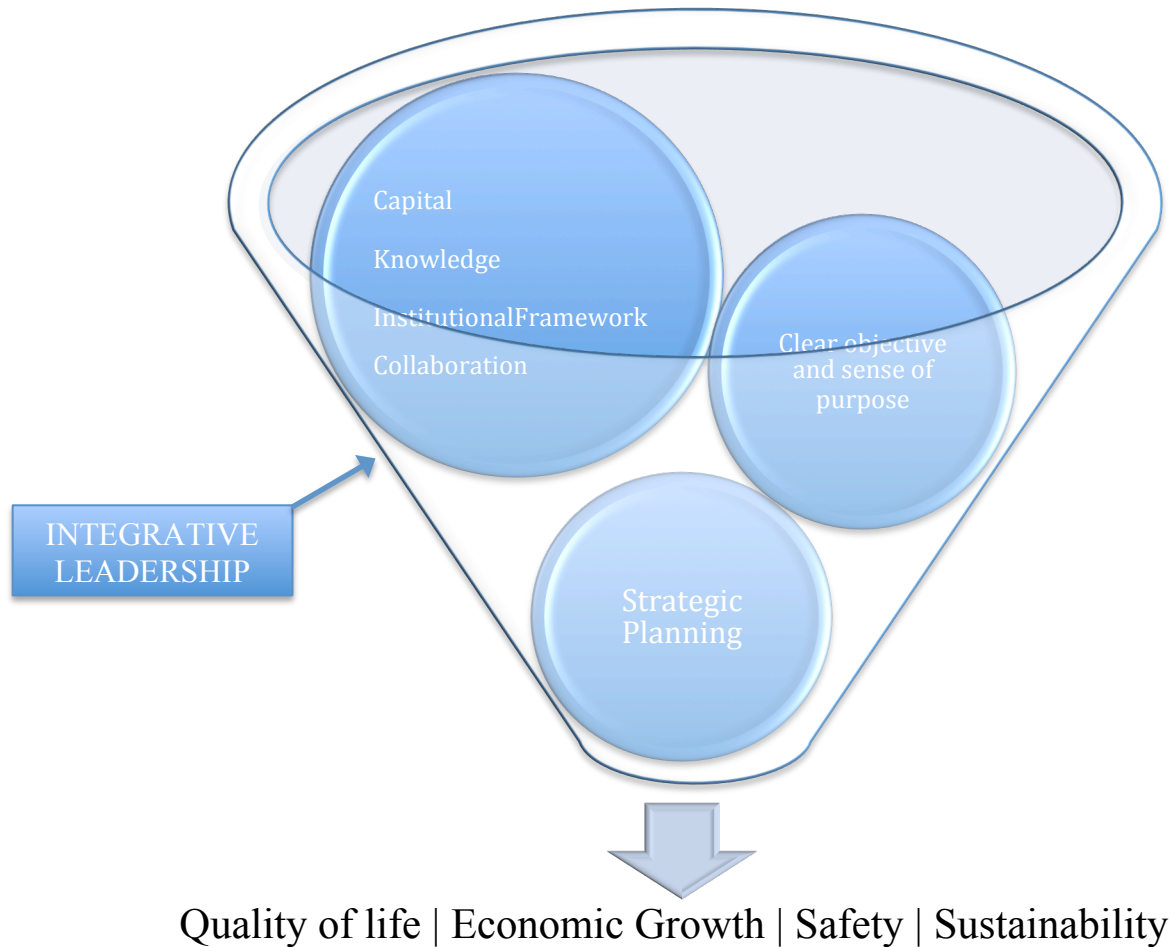 Capital
Knowledge
InstitutionalFramework
Collaboration
Clear objective
and sense of
purpose
INTEGRATIVE
LEADERSHIP
Strategic
Planning
Quality of life | Economic Growth | Safety | Sustainability